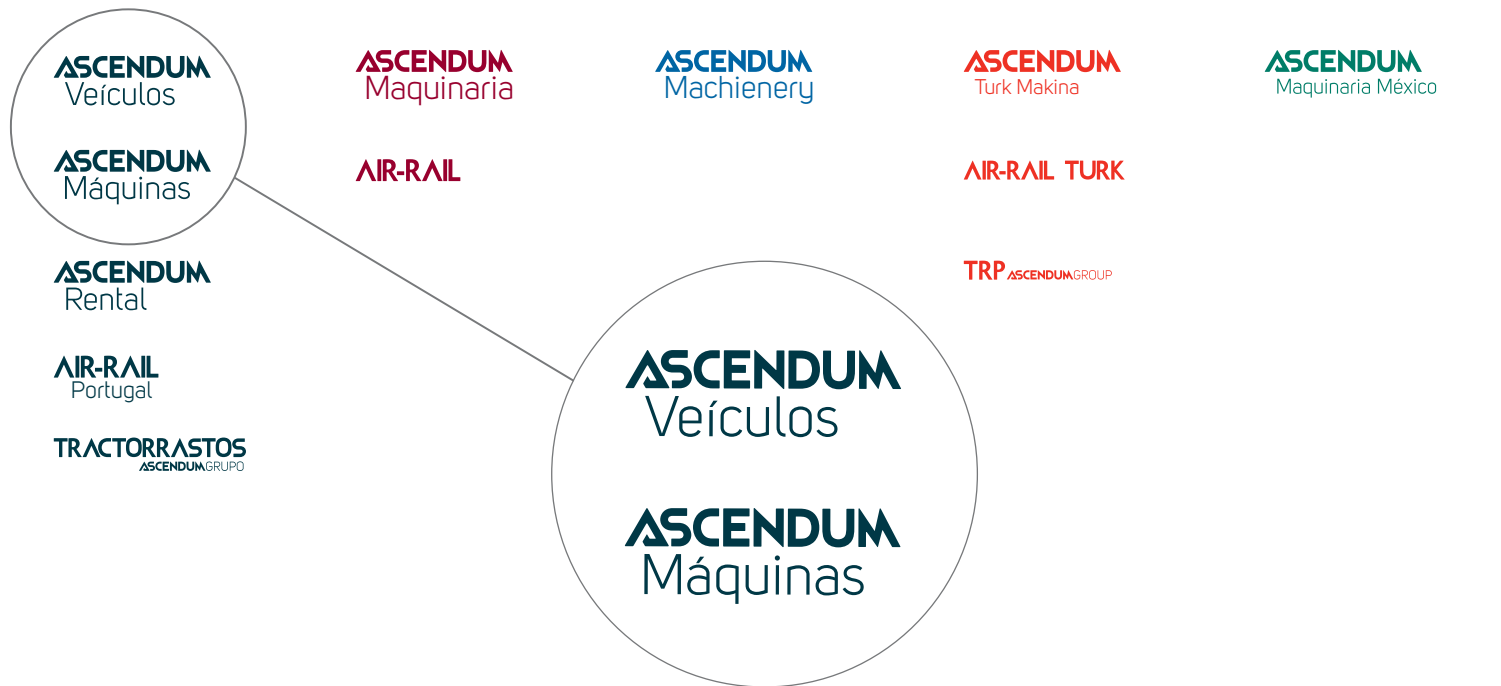 ASCENDUM
Veículos
ASCENDUM
Máquinas
ASCENDUM
Rental
AIR-RAIL
Portugal
TRACTORRASTOS
ASCENDUMGRUPO
ASCENDUM
Maquinaria
AIR-RAIL
ASCENDUM
Machienery
ASCENDUM
Turk Makina
AIR-RAIL TURK
TRP ASCENDUMGROUP
ASCENDUM
Maquinaria México
ASCENDUM
Veículos
ASCENDUM
Máquinas